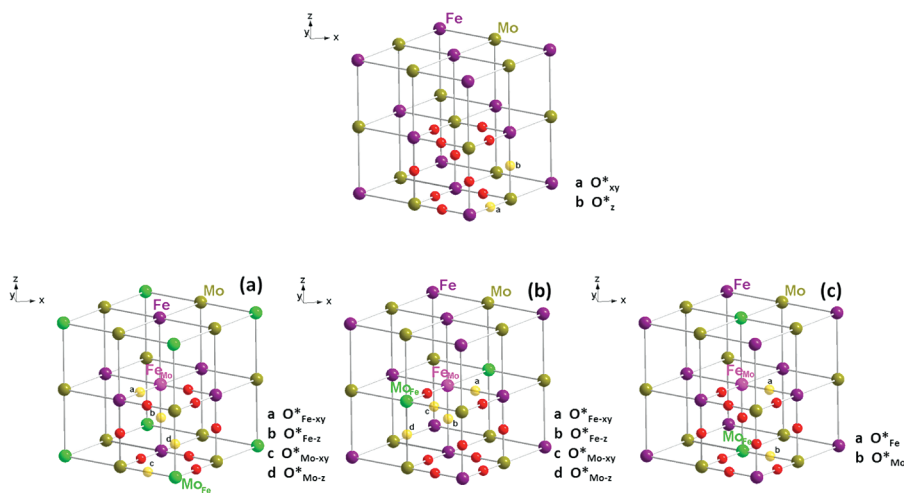 z
y
x
Fe
Mo
b
a
a O*xy
b O*z
z
y
x
(a)
Mo
Fe
FeMo
a
b
d
c
MoFe
a O*Fe-xy
b O*Fe-z
c O*Mo-xy
d O*Mo-z
z
y
x
(b)
Fe
Mo
FeMo
a
MoFe
c
b
d
a O*Fe-xy
b O*Fe-z
c O*Mo-xy
d O*Mo-z
z
y
x
(c)
Fe
Mo
FeMo
a
MoFe
b
a O*Fe
b O*Mo